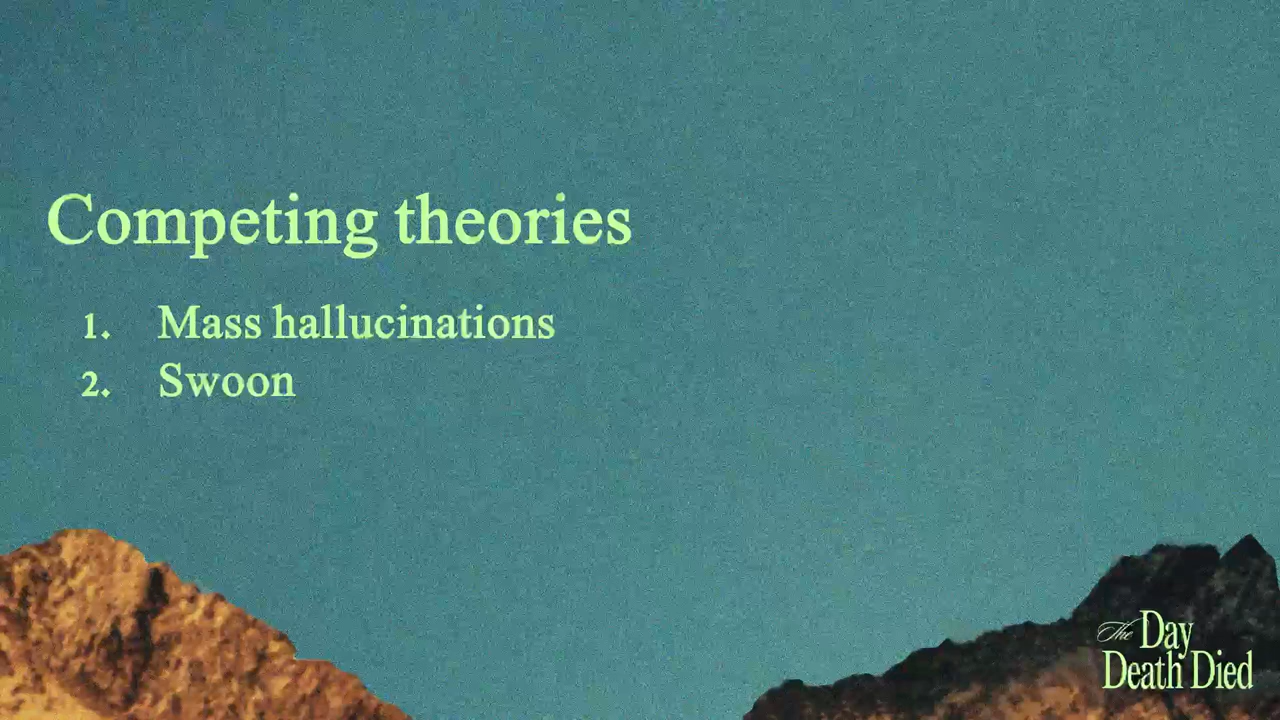 Competing theories
1. Mass hallucinations
2. Swoon
The Day
Death Died